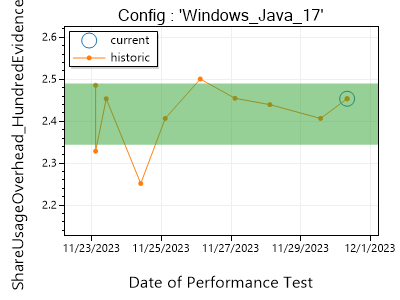 Config : 'Windows_Java_17'
ShareUsageOverhead_HundredEvidence
2.6
2.5
2.4
2.3
2.2
current
historic
11/23/2023
11/25/2023
11/27/2023
11/29/2023
12/1/2023
Date of Performance Test